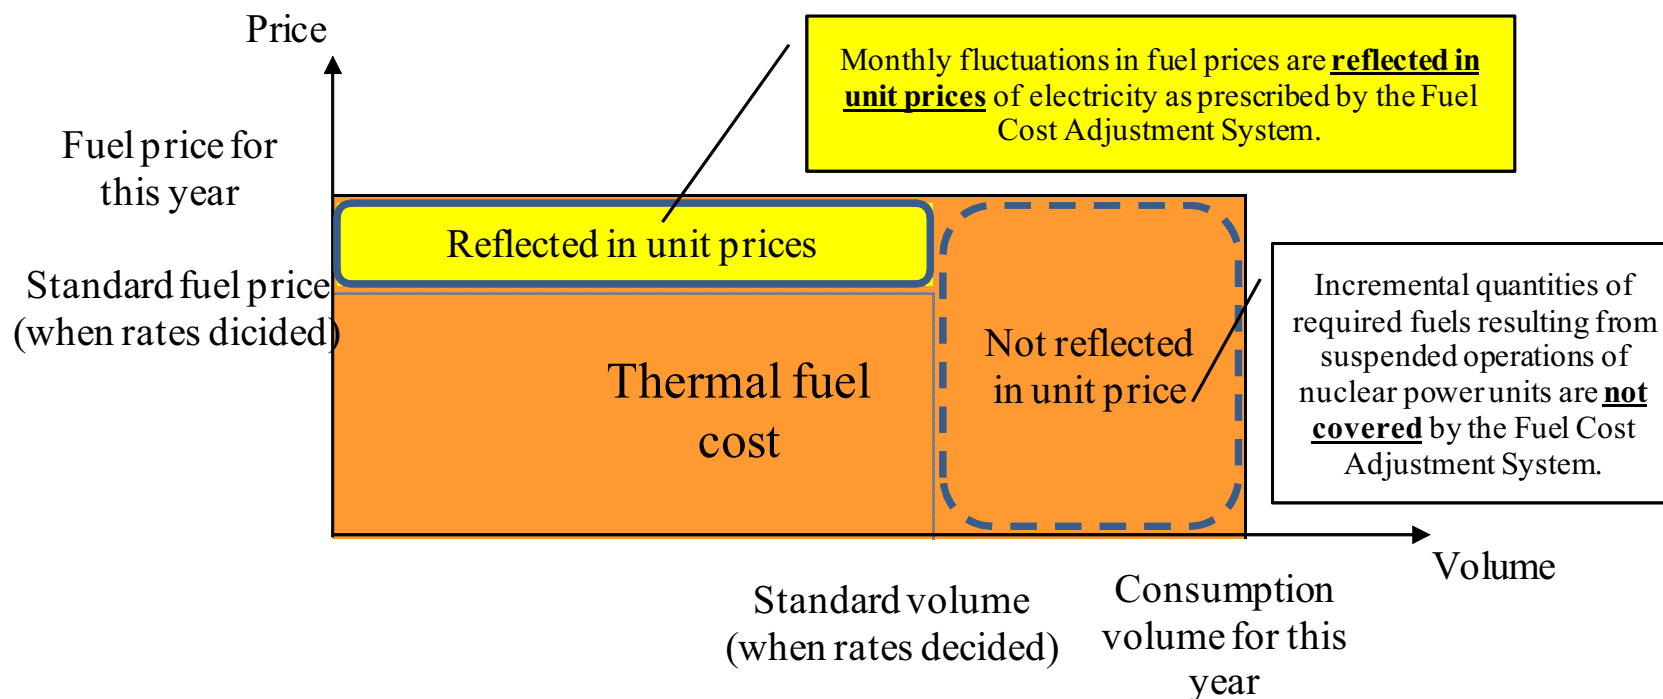 Price
Monthly fluctuations in fuel prices are reflected in
unit prices of electricity as prescribed by the Fuel
Cost Adjustment System.
Fuel price for
this year
Reflected in unit prices
Standard fuel price
(when rates dicided)
Thermal fuel
cost
Not reflected
in unit price
Incremental quantities of
required fuels resulting from
suspended operations of
nuclear power units are not
covered by the Fuel Cost
Adjustment System.
Volume
Standard volume
(when rates decided)
Consumption
volume for this
year